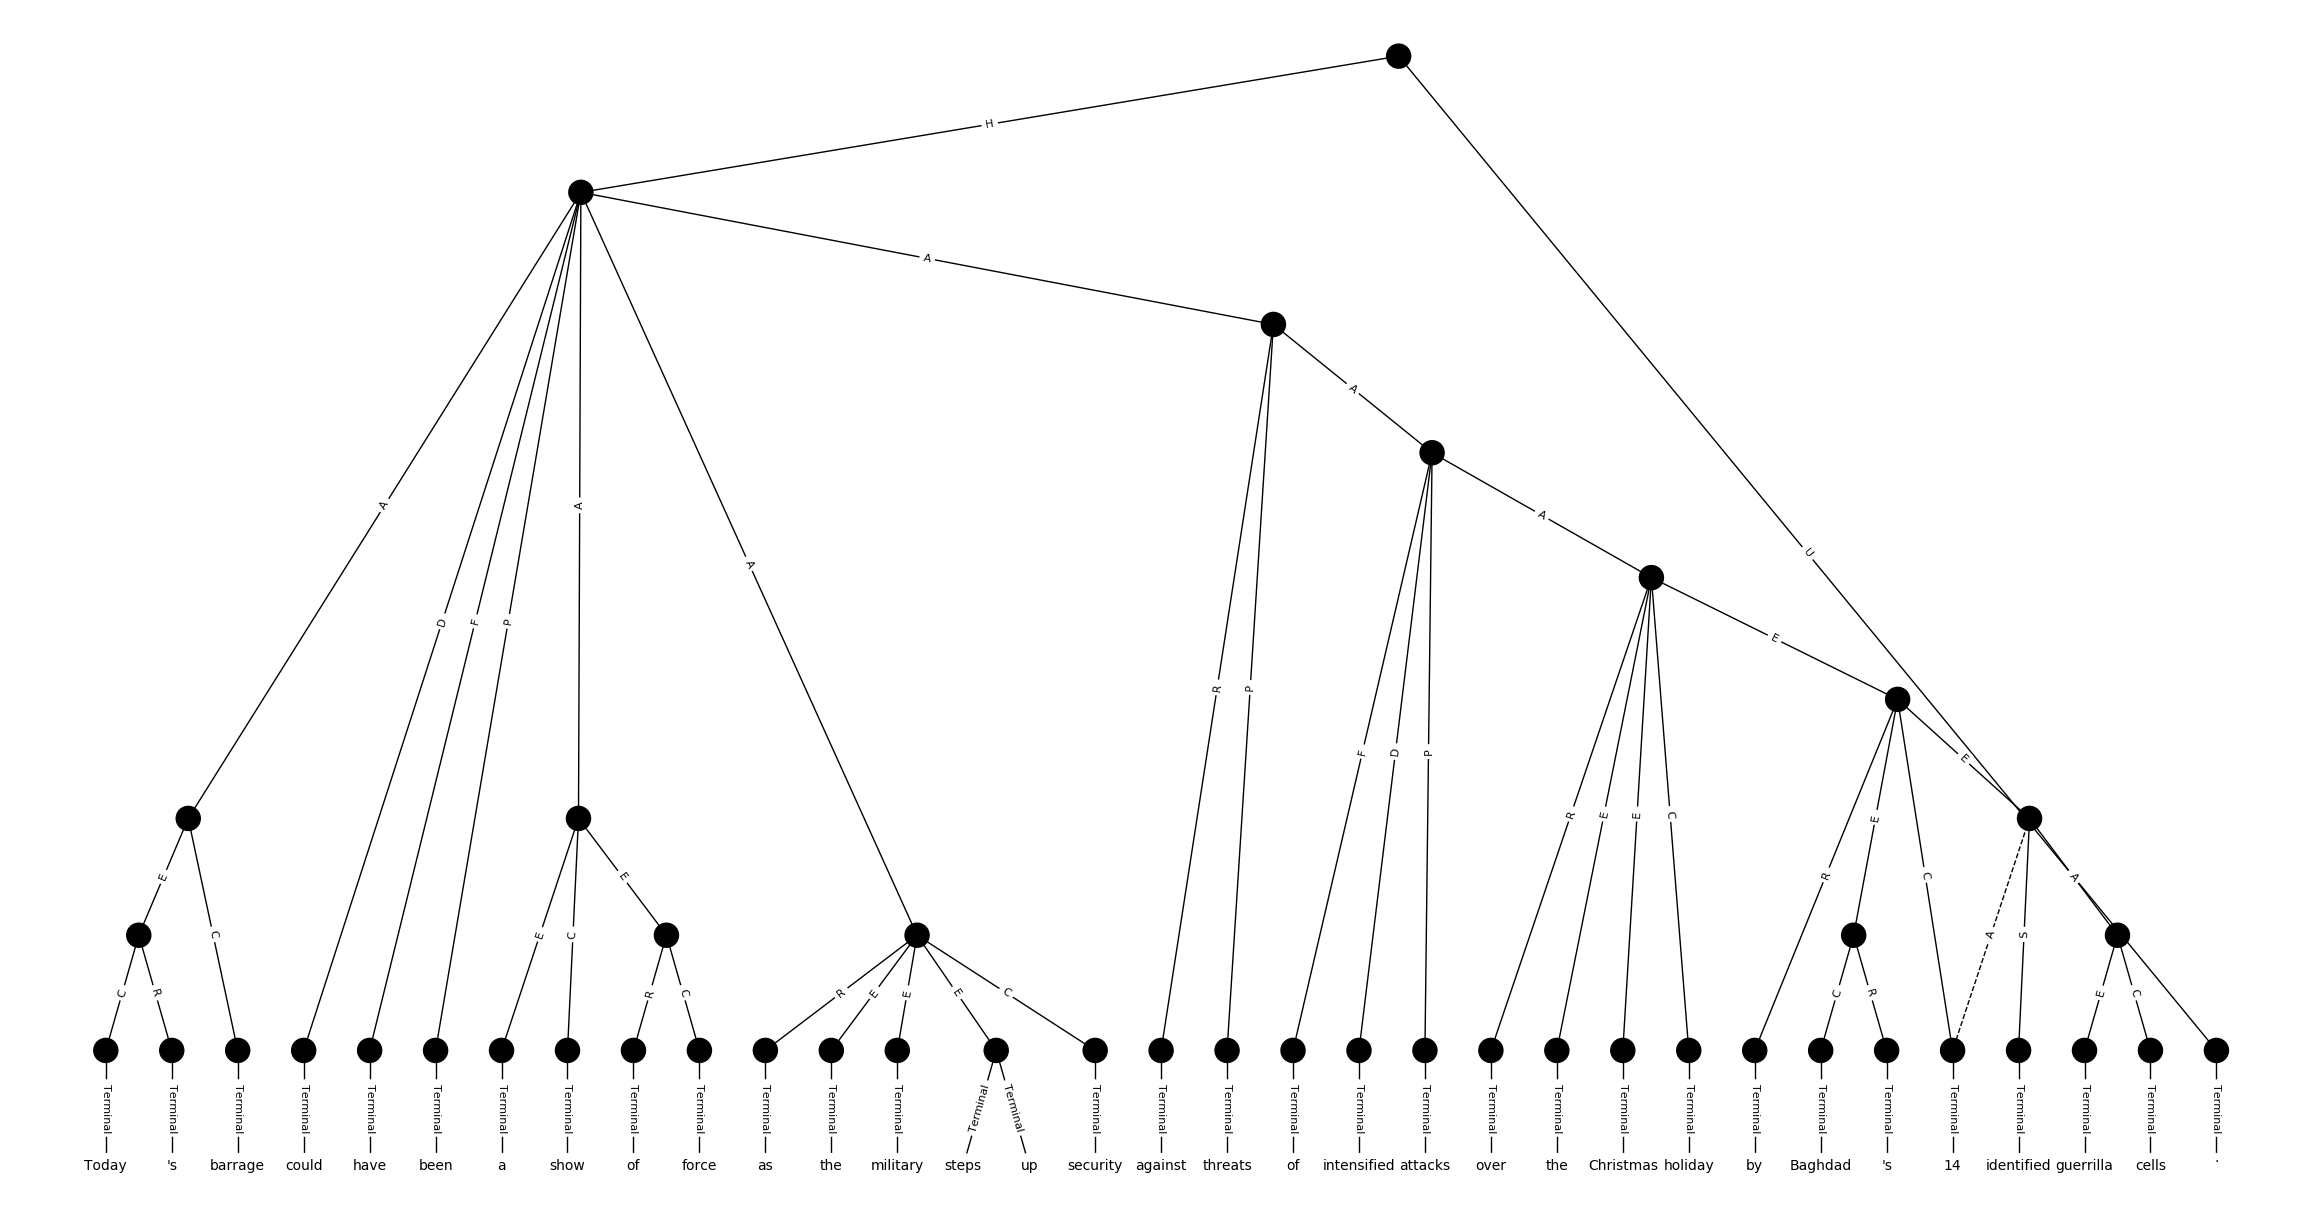 H
A
A
U
A
A
A
A
D
F
P
E
R
P
F
D
P
E
R
E
E
C
E
C
E
C
E
R
E
C
A
C
R
R
C
R
E
E
E
C
C
R
A
S
E
C
Terminal Terminal Terminal Terminal Terminal Terminal Terminal Terminal Terminal Terminal Terminal Terminal Terminal Terminal Terminal Terminal Terminal Terminal Terminal Terminal Terminal Terminal Terminal Terminal Terminal Terminal Terminal Terminal Terminal Terminal Terminal Terminal Terminal
Today 's barrage could have been a show of force as the military steps up security against threats of intensified attacks over the Christmas holiday by Baghdad 's 14 identified guerrilla cells .